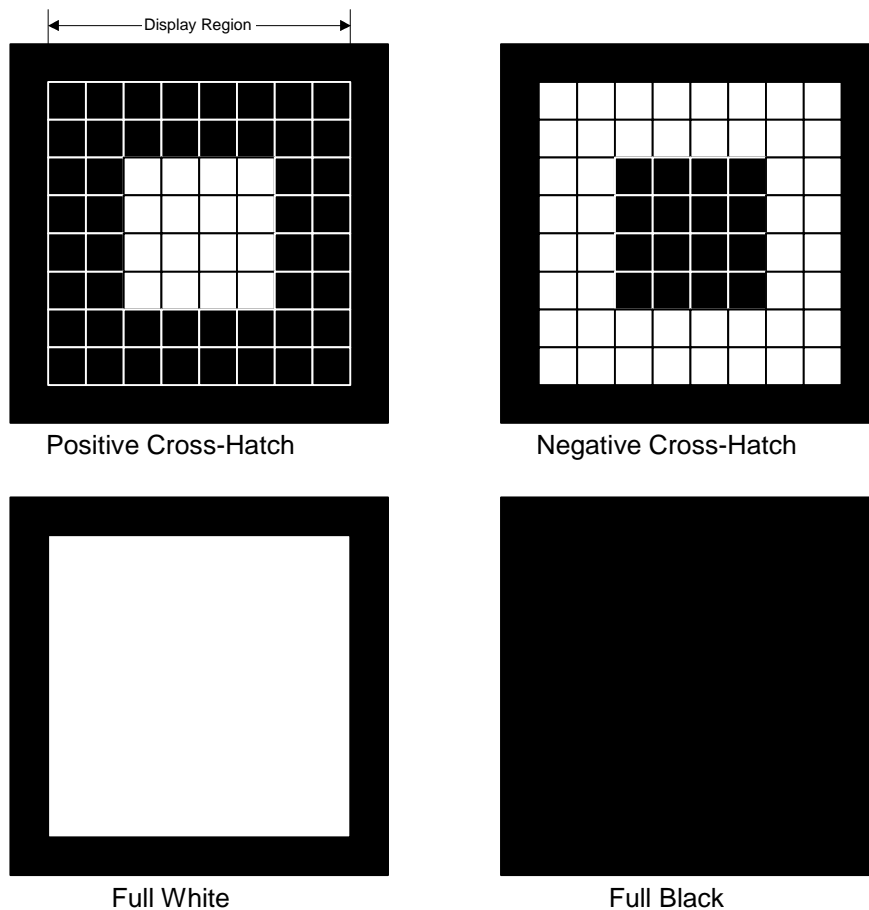 Display Region
Positive Cross-Hatch
Negative Cross-Hatch
Full White
Full Black